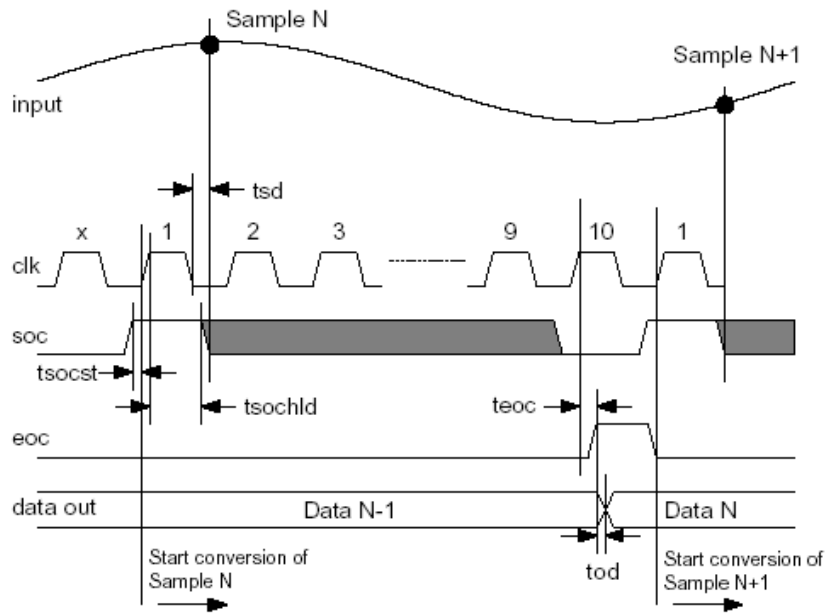 Sample N
Sample N+1
input
tsd
x 1 2 3 9 10 1
clk
soc
tsocst
tsochld
teoc
eoc
data out
Data N-1
Data N
tod
Start conversion of
Sample N
Start conversion of
Sample N+1